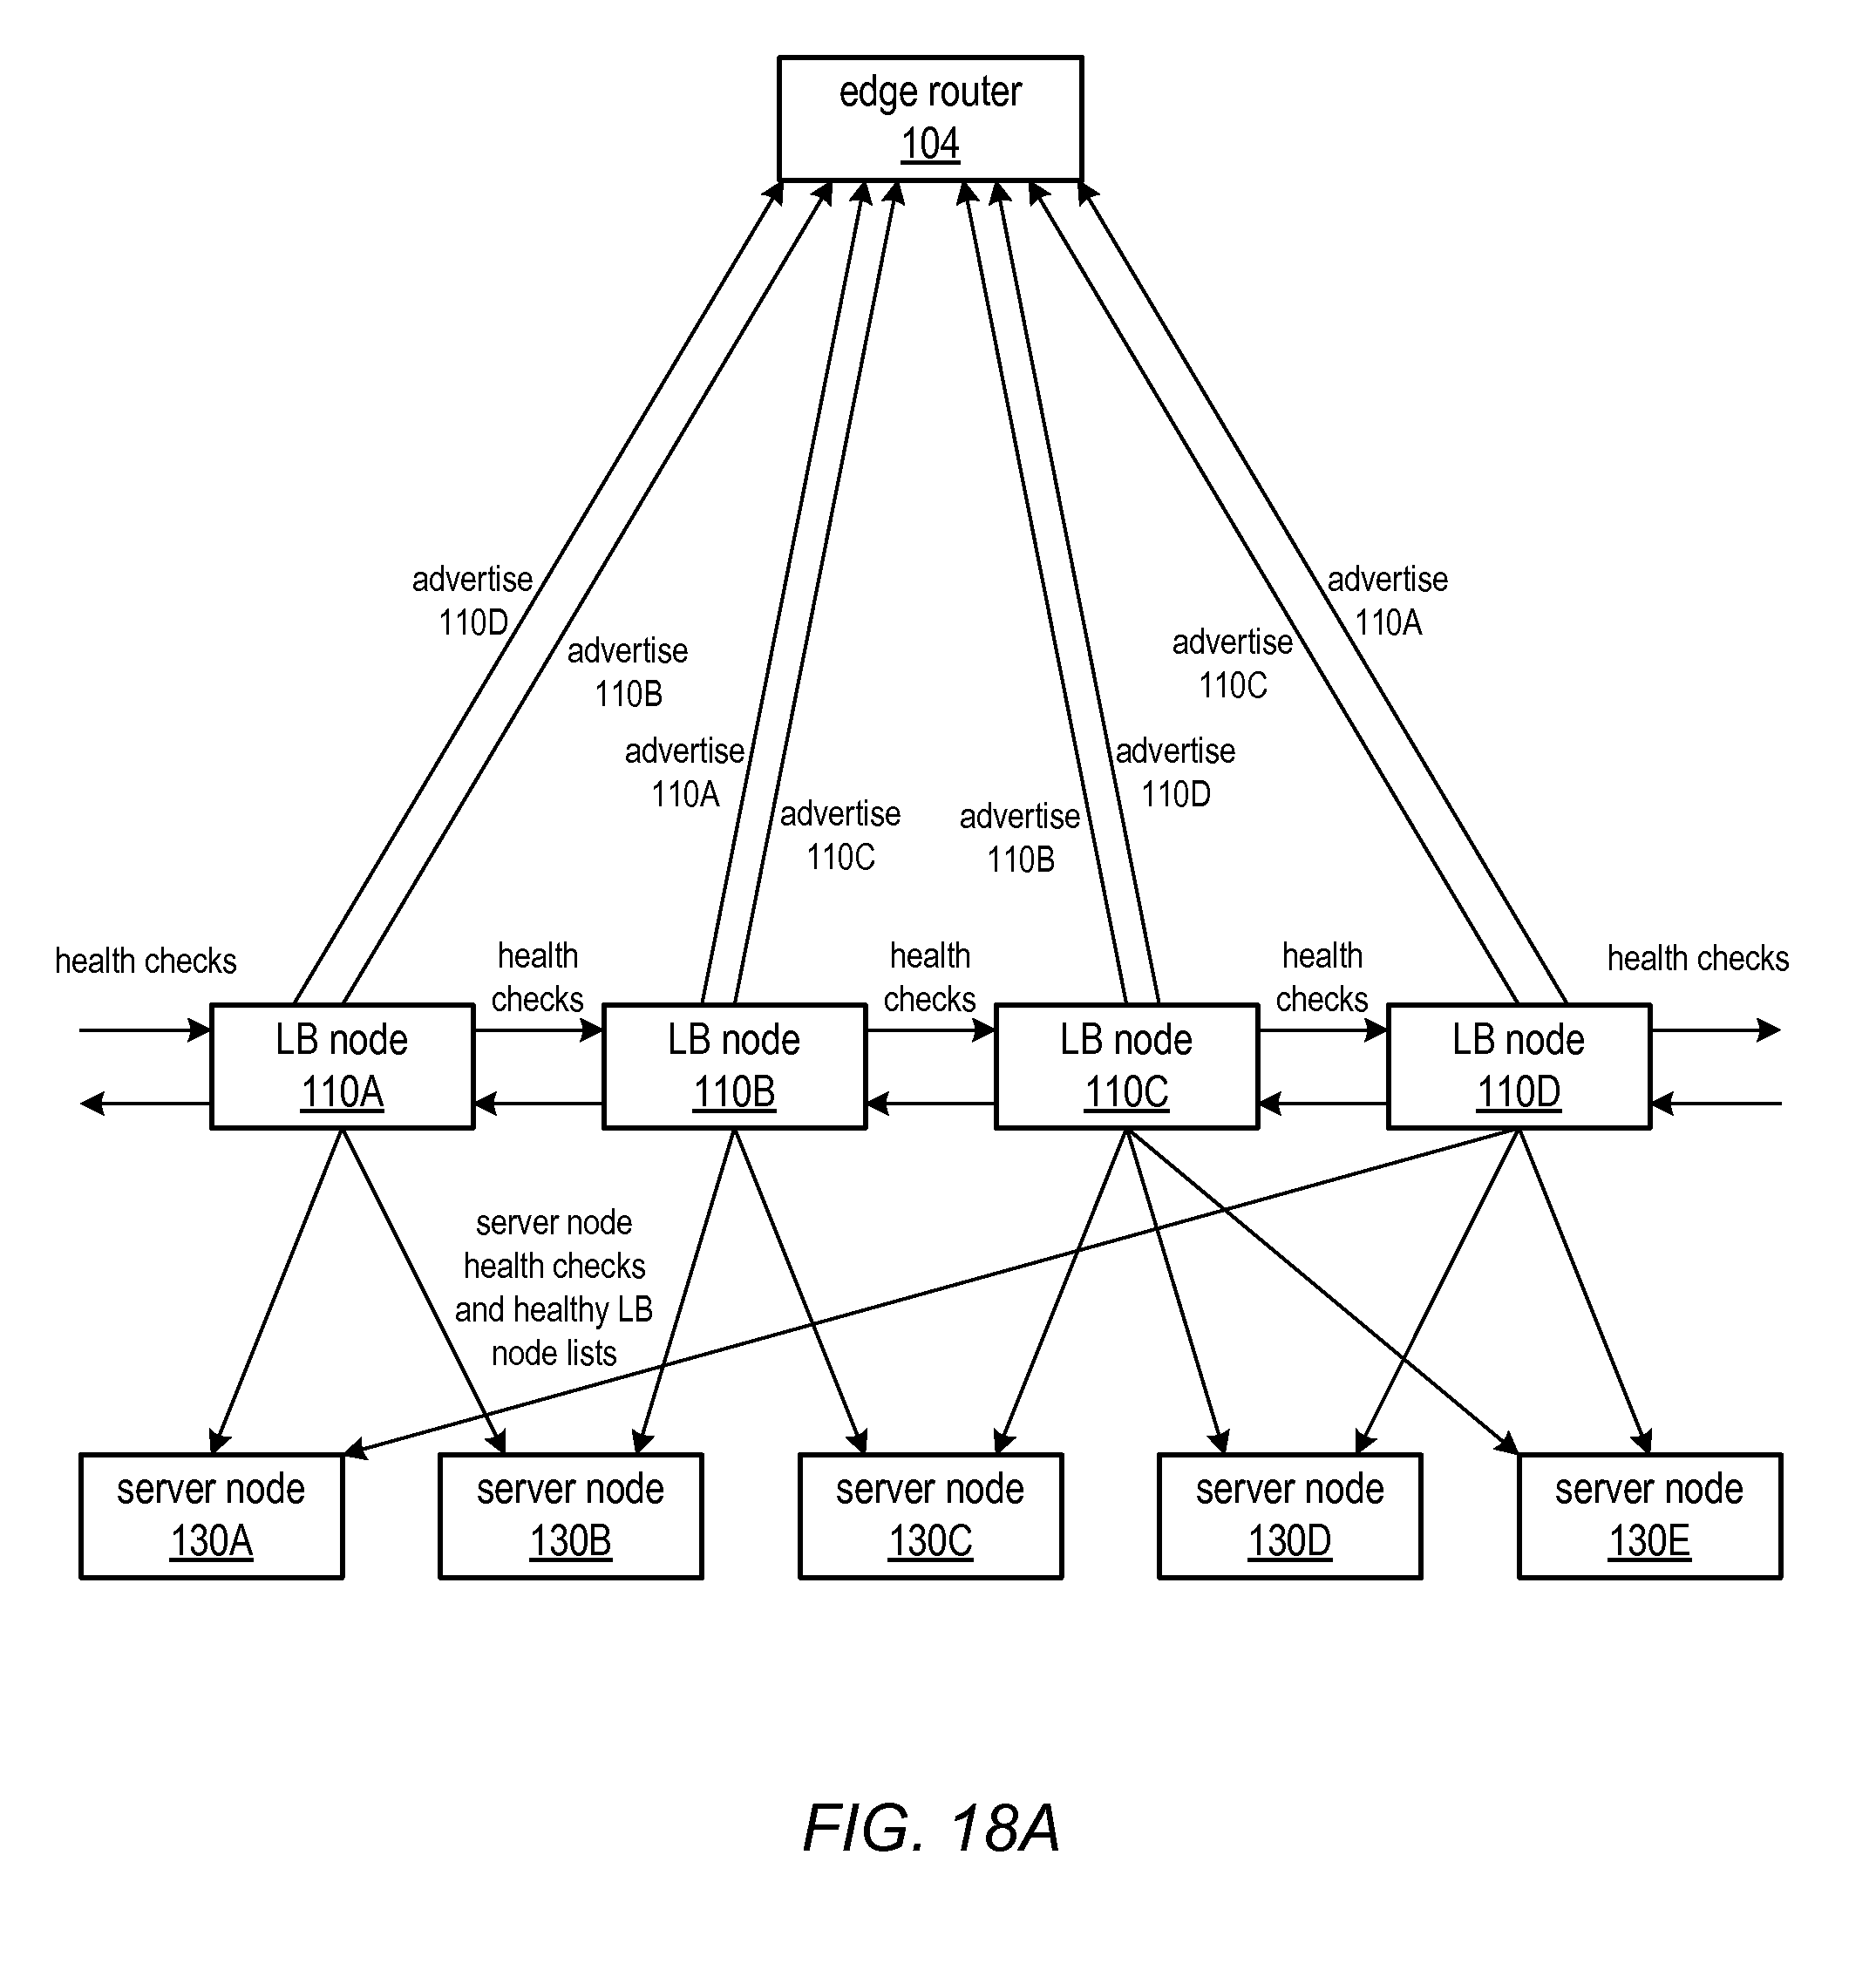 edge router
104
advertise
110D
advertise
110B
advertise
110A
advertise
110C
advertise
110B
advertise
110D
advertise
110C
advertise
110A
health checks
health
checks
health
checks
health
checks
health checks
LB node
110A
LB node
110B
LB node
110C
LB node
110D
server node
health checks
and healthy LB
node lists
server node
130A
server node
130B
server node
130C
server node
130D
server node
130E
FIG. 18A